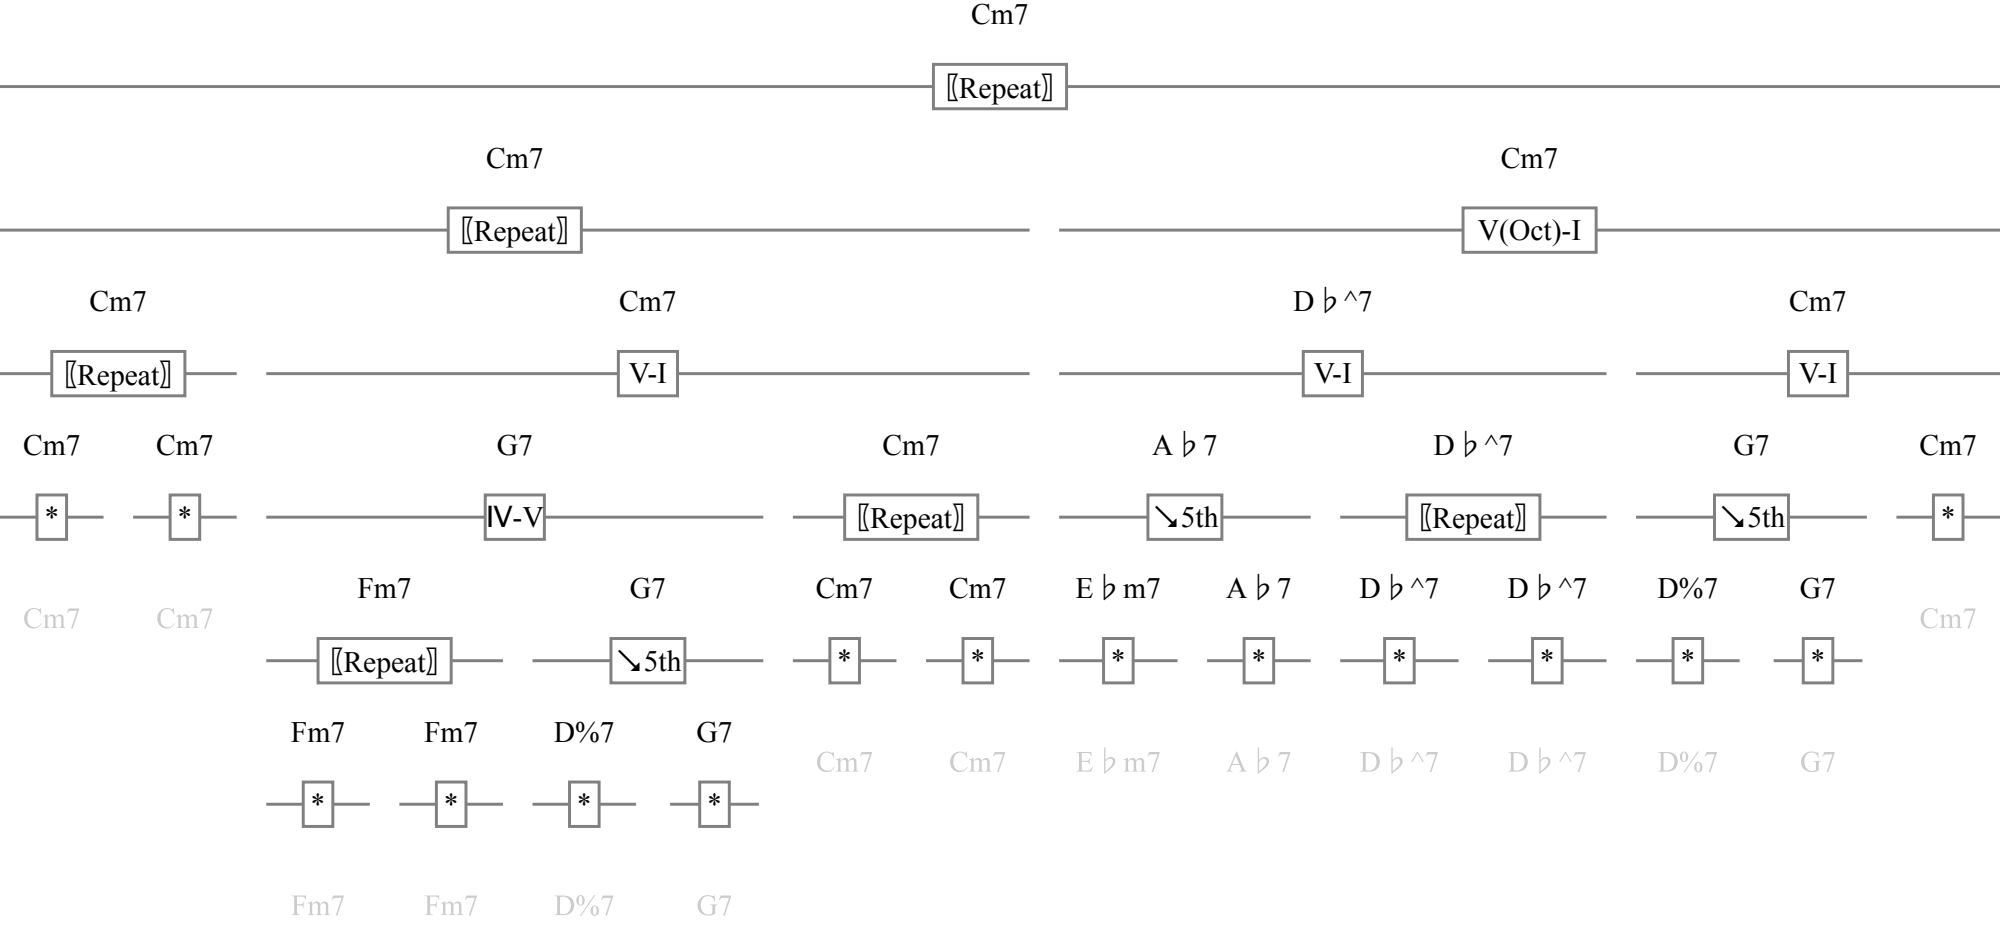 Cm7
⟦Repeat⟧
Cm7 Cm7
⟦Repeat⟧ V(Oct)-I
Cm7 Cm7 D♭^7 Cm7
⟦Repeat⟧ V-I V-I V-I
Cm7 Cm7 G7 Cm7 A♭7 D♭^7 G7 Cm7
* * IV-V ⟦Repeat⟧ ↘5th ⟦Repeat⟧ ↘5th *
Fm7 G7 Cm7 Cm7 E♭m7 A♭7 D♭^7 D♭^7 D%7 G7
Cm7 Cm7 Cm7
⟦Repeat⟧ ↘5th * * * * * * * *
Fm7 Fm7 D%7 G7
Cm7 Cm7 E♭m7 A♭7 D♭^7 D♭^7 D%7 G7
* * * *
Fm7 Fm7 D%7 G7